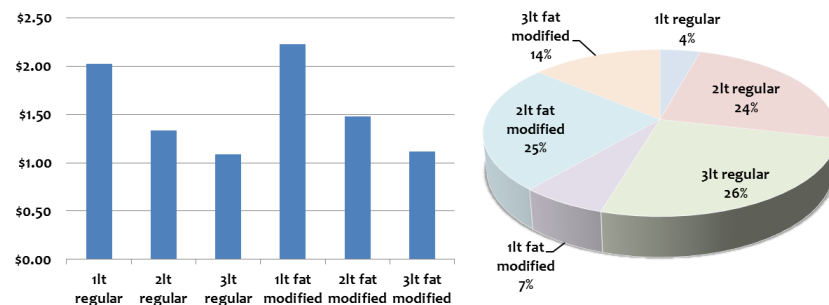 $2.50
$2.00
$1.50
$1.00
$0.50
$0.00
1lt
regular
2lt
regular
3lt
regular
1lt fat
modified
2lt fat
modified
3lt fat
modified
3lt fat
modified
14%
1lt regular
4%
2lt regular
24%
2lt fat
modified
25%
3lt regular
26%
1lt fat
modified
7%